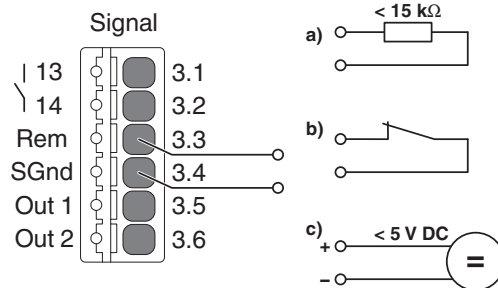 Signal
13 3.1
14 3.2
Rem 3.3
SGnd 3.4
Out 1 3.5
Out 2 3.6
a) < 15 kΩ
b)
c) < 5 V DC
+
=
–